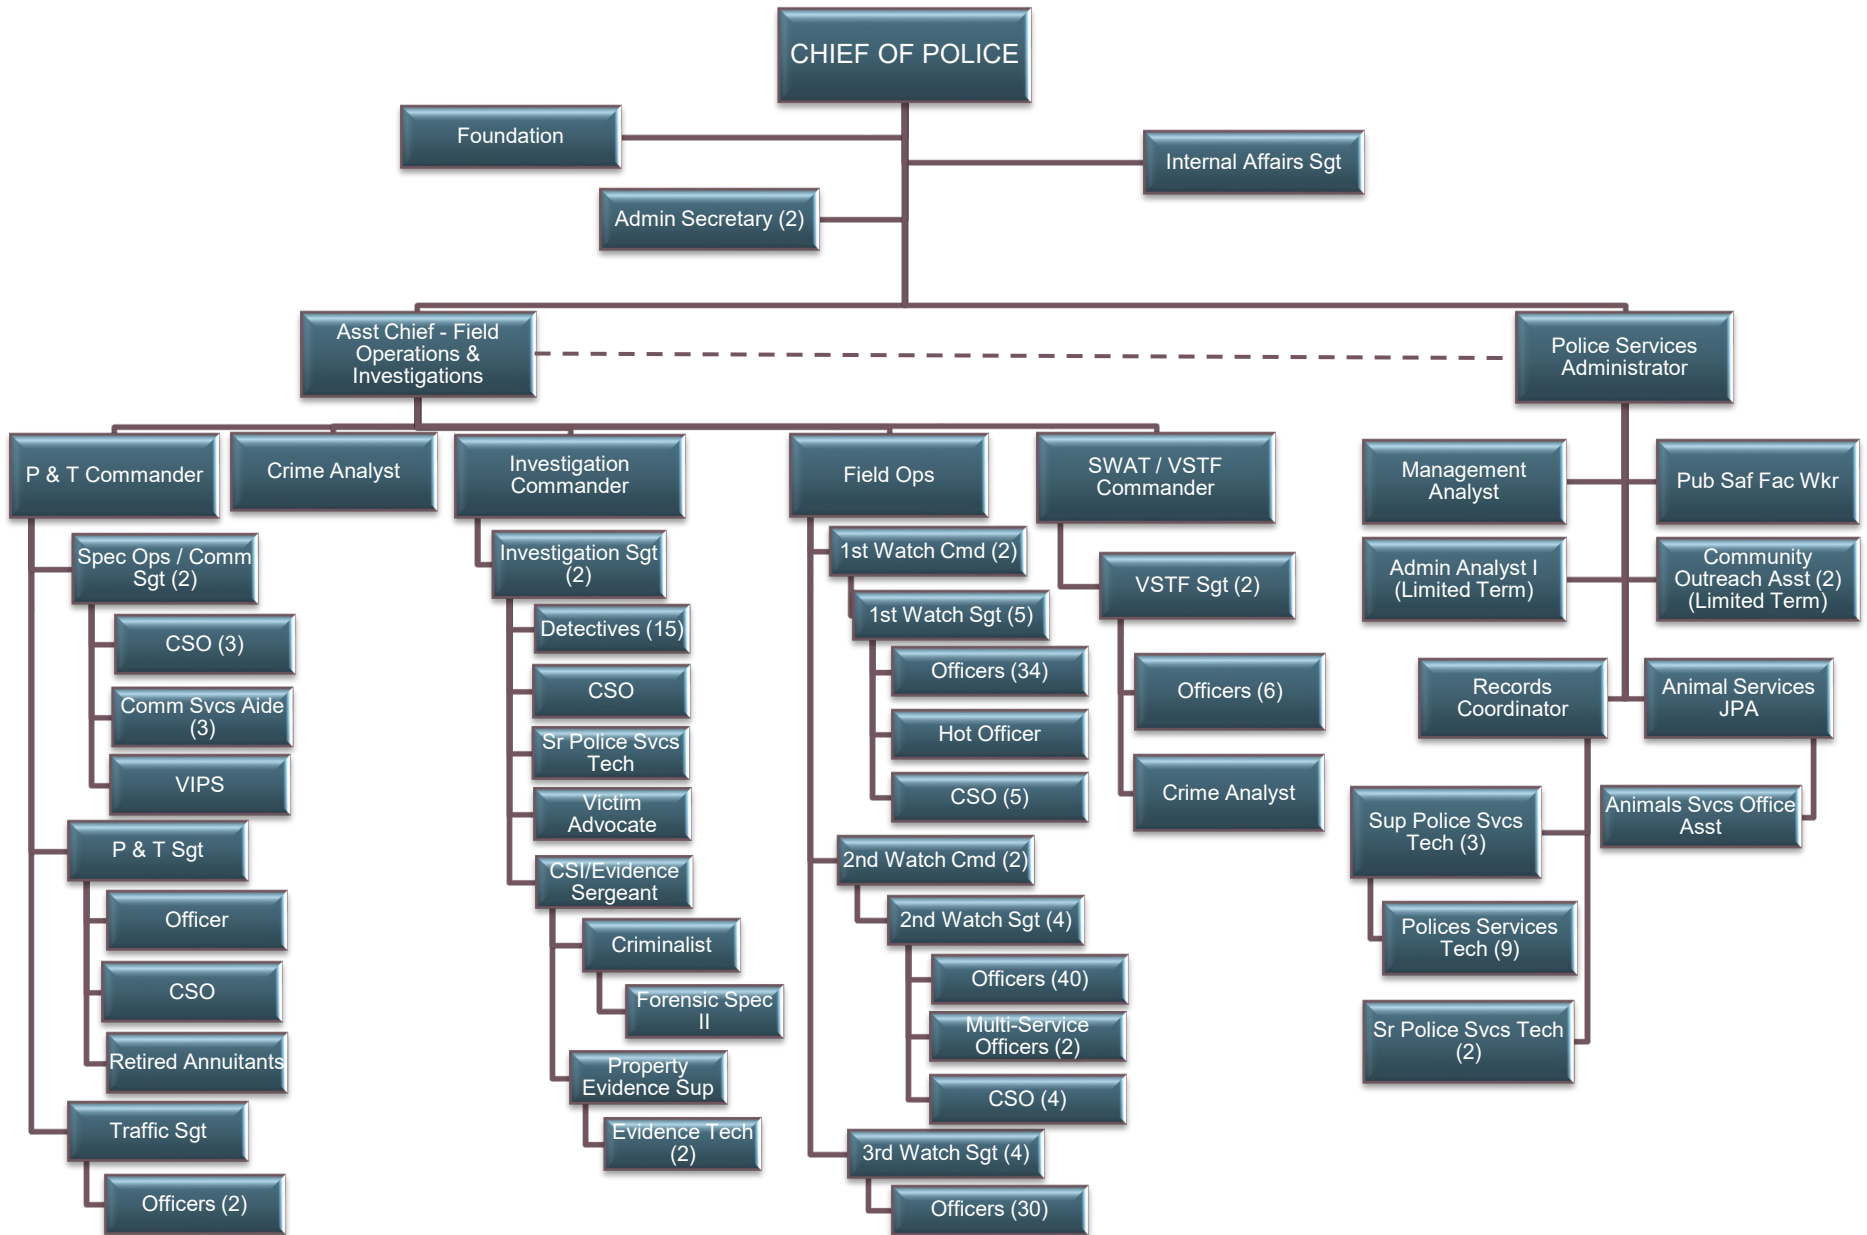 CHIEF OF POLICE
Foundation
Internal Affairs Sgt
Admin Secretary (2)
Asst Chief - Field
Operations &
Investigations
Police Services
Administrator
P & T Commander
Crime Analyst
Investigation
Commander
Field Ops
SWAT / VSTF
Commander
Management
Analyst
Pub Saf Fac Wkr
Admin Analyst I
(Limited Term)
Community
Outreach Asst (2)
(Limited Term)
Spec Ops / Comm
Sgt (2)
CSO (3)
Comm Svcs Aide
(3)
VIPS
P & T Sgt
Officer
CSO
Retired Annuitants
Traffic Sgt
Officers (2)
Investigation Sgt
(2)
Detectives (15)
CSO
Sr Police Svcs
Tech
Victim
Advocate
CSI/Evidence
Sergeant
Criminalist
Forensic Spec
II
Property
Evidence Sup
Evidence Tech
(2)
1st Watch Cmd (2)
1st Watch Sgt (5)
Officers (34)
Hot Officer
CSO (5)
2nd Watch Cmd (2)
2nd Watch Sgt (4)
Officers (40)
Multi-Service
Officers (2)
CSO (4)
3rd Watch Sgt (4)
Officers (30)
VSTF Sgt (2)
Officers (6)
Crime Analyst
Records
Coordinator
Animal Services
JPA
Sup Police Svcs
Tech (3)
Animals Svcs Office
Asst
Polices Services
Tech (9)
Sr Police Svcs Tech
(2)